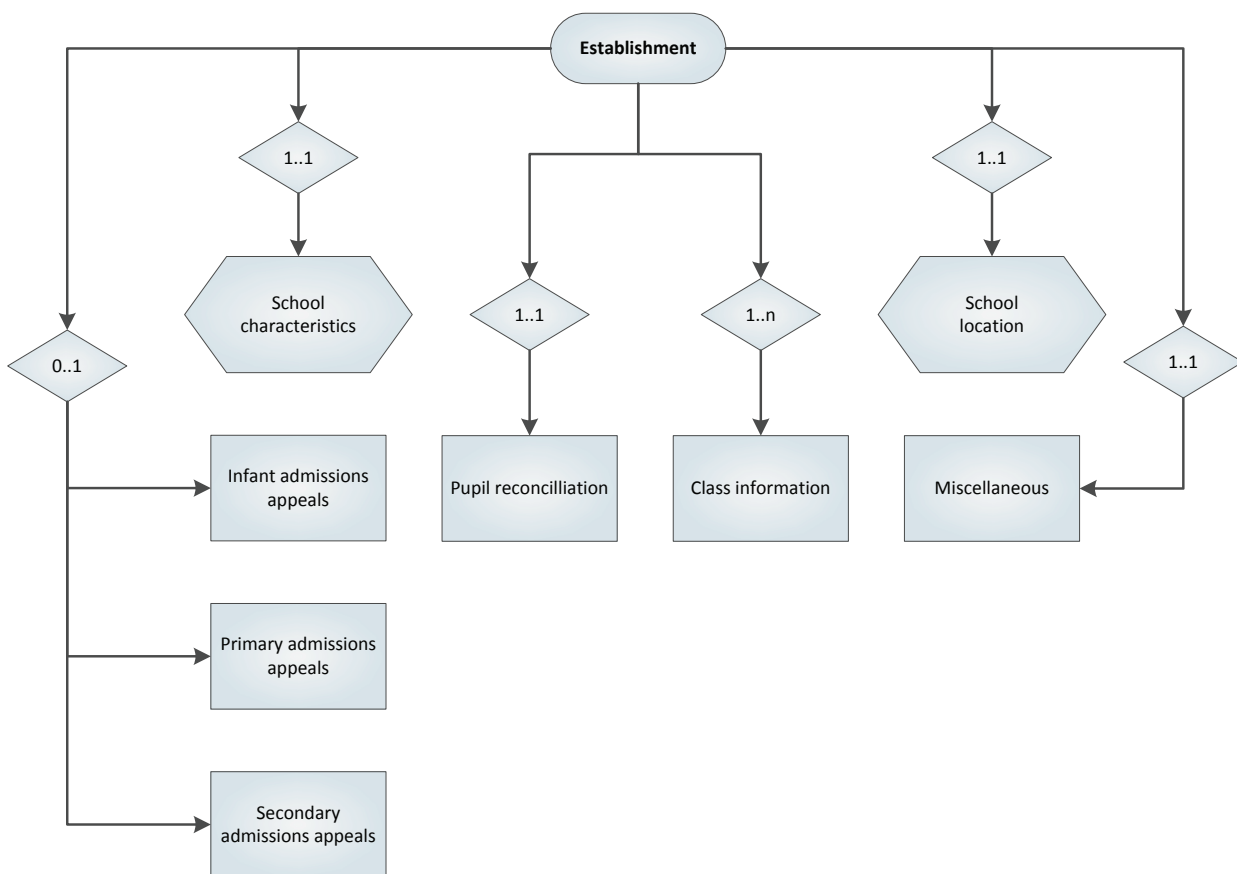 Establishment
1..1
1..1
School
characteristics
1..1
1..n
School
location
0..1
1..1
Infant admissions
appeals
Pupil reconcilliation
Class information
Miscellaneous
Primary admissions
appeals
Secondary
admissions appeals